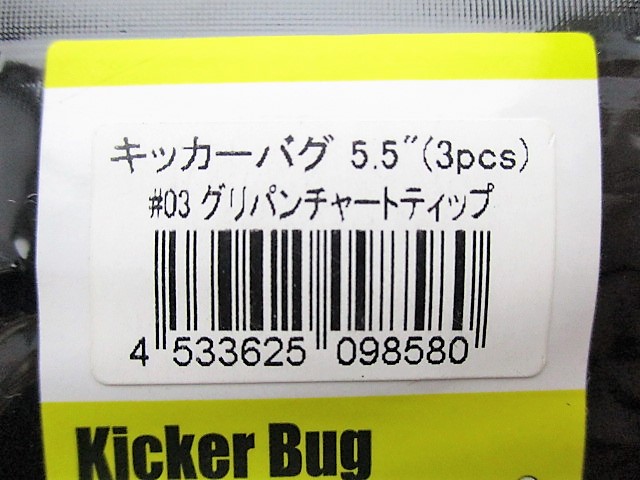 キッカーバグ 5.5"(3pcs)
#03 グリパンチャートティップ
4 533625 098580
Kicker Bug